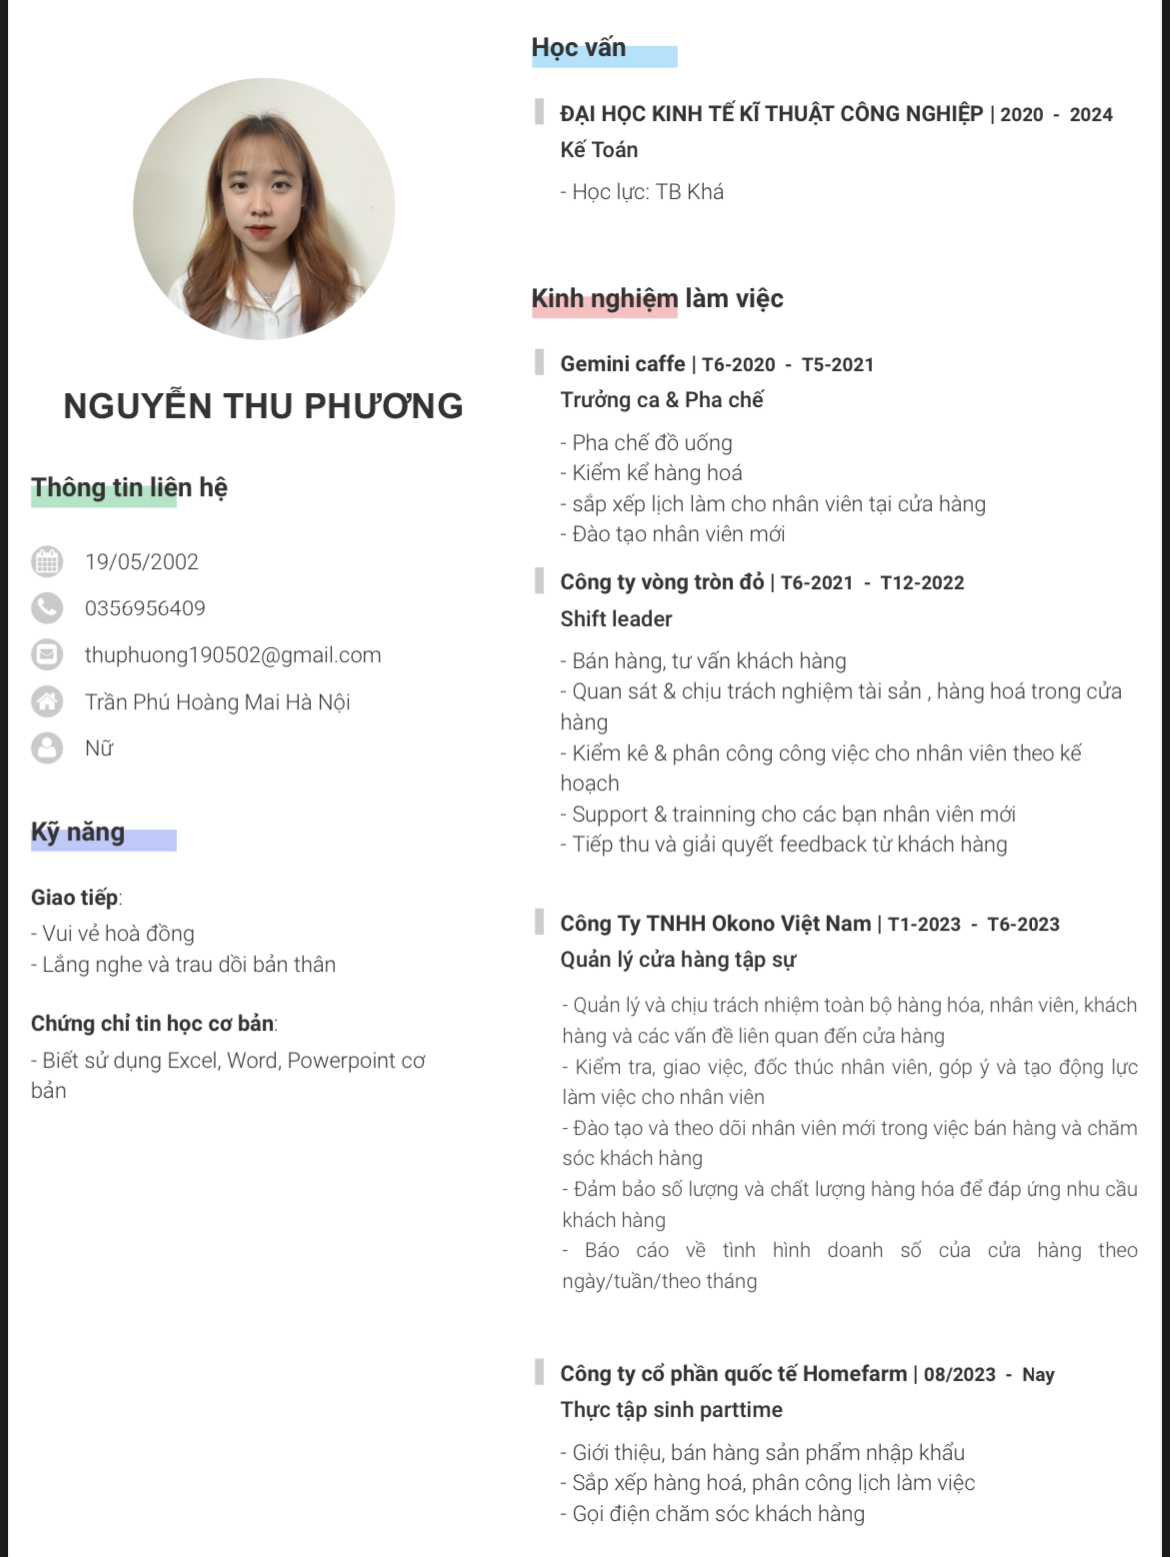 NGUYỄN THU PHƯƠNG
Thông tin liên hệ
19/05/2002
0356956409
thuphuong190502@gmail.com
Trần Phú Hoàng Mai Hà Nội
Nữ
Kỹ năng
Giao tiếp:
- Vui vẻ hoà đồng
- Lắng nghe và trau dồi bản thân
Chứng chỉ tin học cơ bản:
- Biết sử dụng Excel, Word, Powerpoint cơ
bản
Học vấn
ĐẠI HỌC KINH TẾ KĨ THUẬT CÔNG NGHIỆP | 2020 - 2024
Kế Toán
- Học lực: TB Khá
Kinh nghiệm làm việc
Gemini caffe | T6-2020 - T5-2021
Trưởng ca & Pha chế
- Pha chế đồ uống
- Kiểm kể hàng hoá
- sắp xếp lịch làm cho nhân viên tại cửa hàng
- Đào tạo nhân viên mới
Công ty vòng tròn đỏ | T6-2021 - T12-2022
Shift leader
- Bán hàng, tư vấn khách hàng
- Quan sát & chịu trách nghiệm tài sản , hàng hoá trong cửa
hàng
- Kiểm kê & phân công công việc cho nhân viên theo kế
hoạch
- Support & trainning cho các bạn nhân viên mới
- Tiếp thu và giải quyết feedback từ khách hàng
Công Ty TNHH Okono Việt Nam | T1-2023 - T6-2023
Quản lý cửa hàng tập sự
- Quản lý và chịu trách nhiệm toàn bộ hàng hóa, nhân viên, khách
hàng và các vấn đề liên quan đến cửa hàng
- Kiểm tra, giao việc, đốc thúc nhân viên, góp ý và tạo động lực
làm việc cho nhân viên
- Đào tạo và theo dõi nhân viên mới trong việc bán hàng và chăm
sóc khách hàng
- Đảm bảo số lượng và chất lượng hàng hóa để đáp ứng nhu cầu
khách hàng
- Báo cáo về tình hình doanh số của cửa hàng theo
ngày/tuần/theo tháng
Công ty cổ phần quốc tế Homefarm | 08/2023 - Nay
Thực tập sinh parttime
- Giới thiệu, bán hàng sản phẩm nhập khẩu
- Sắp xếp hàng hoá, phân công lịch làm việc
- Gọi điện chăm sóc khách hàng